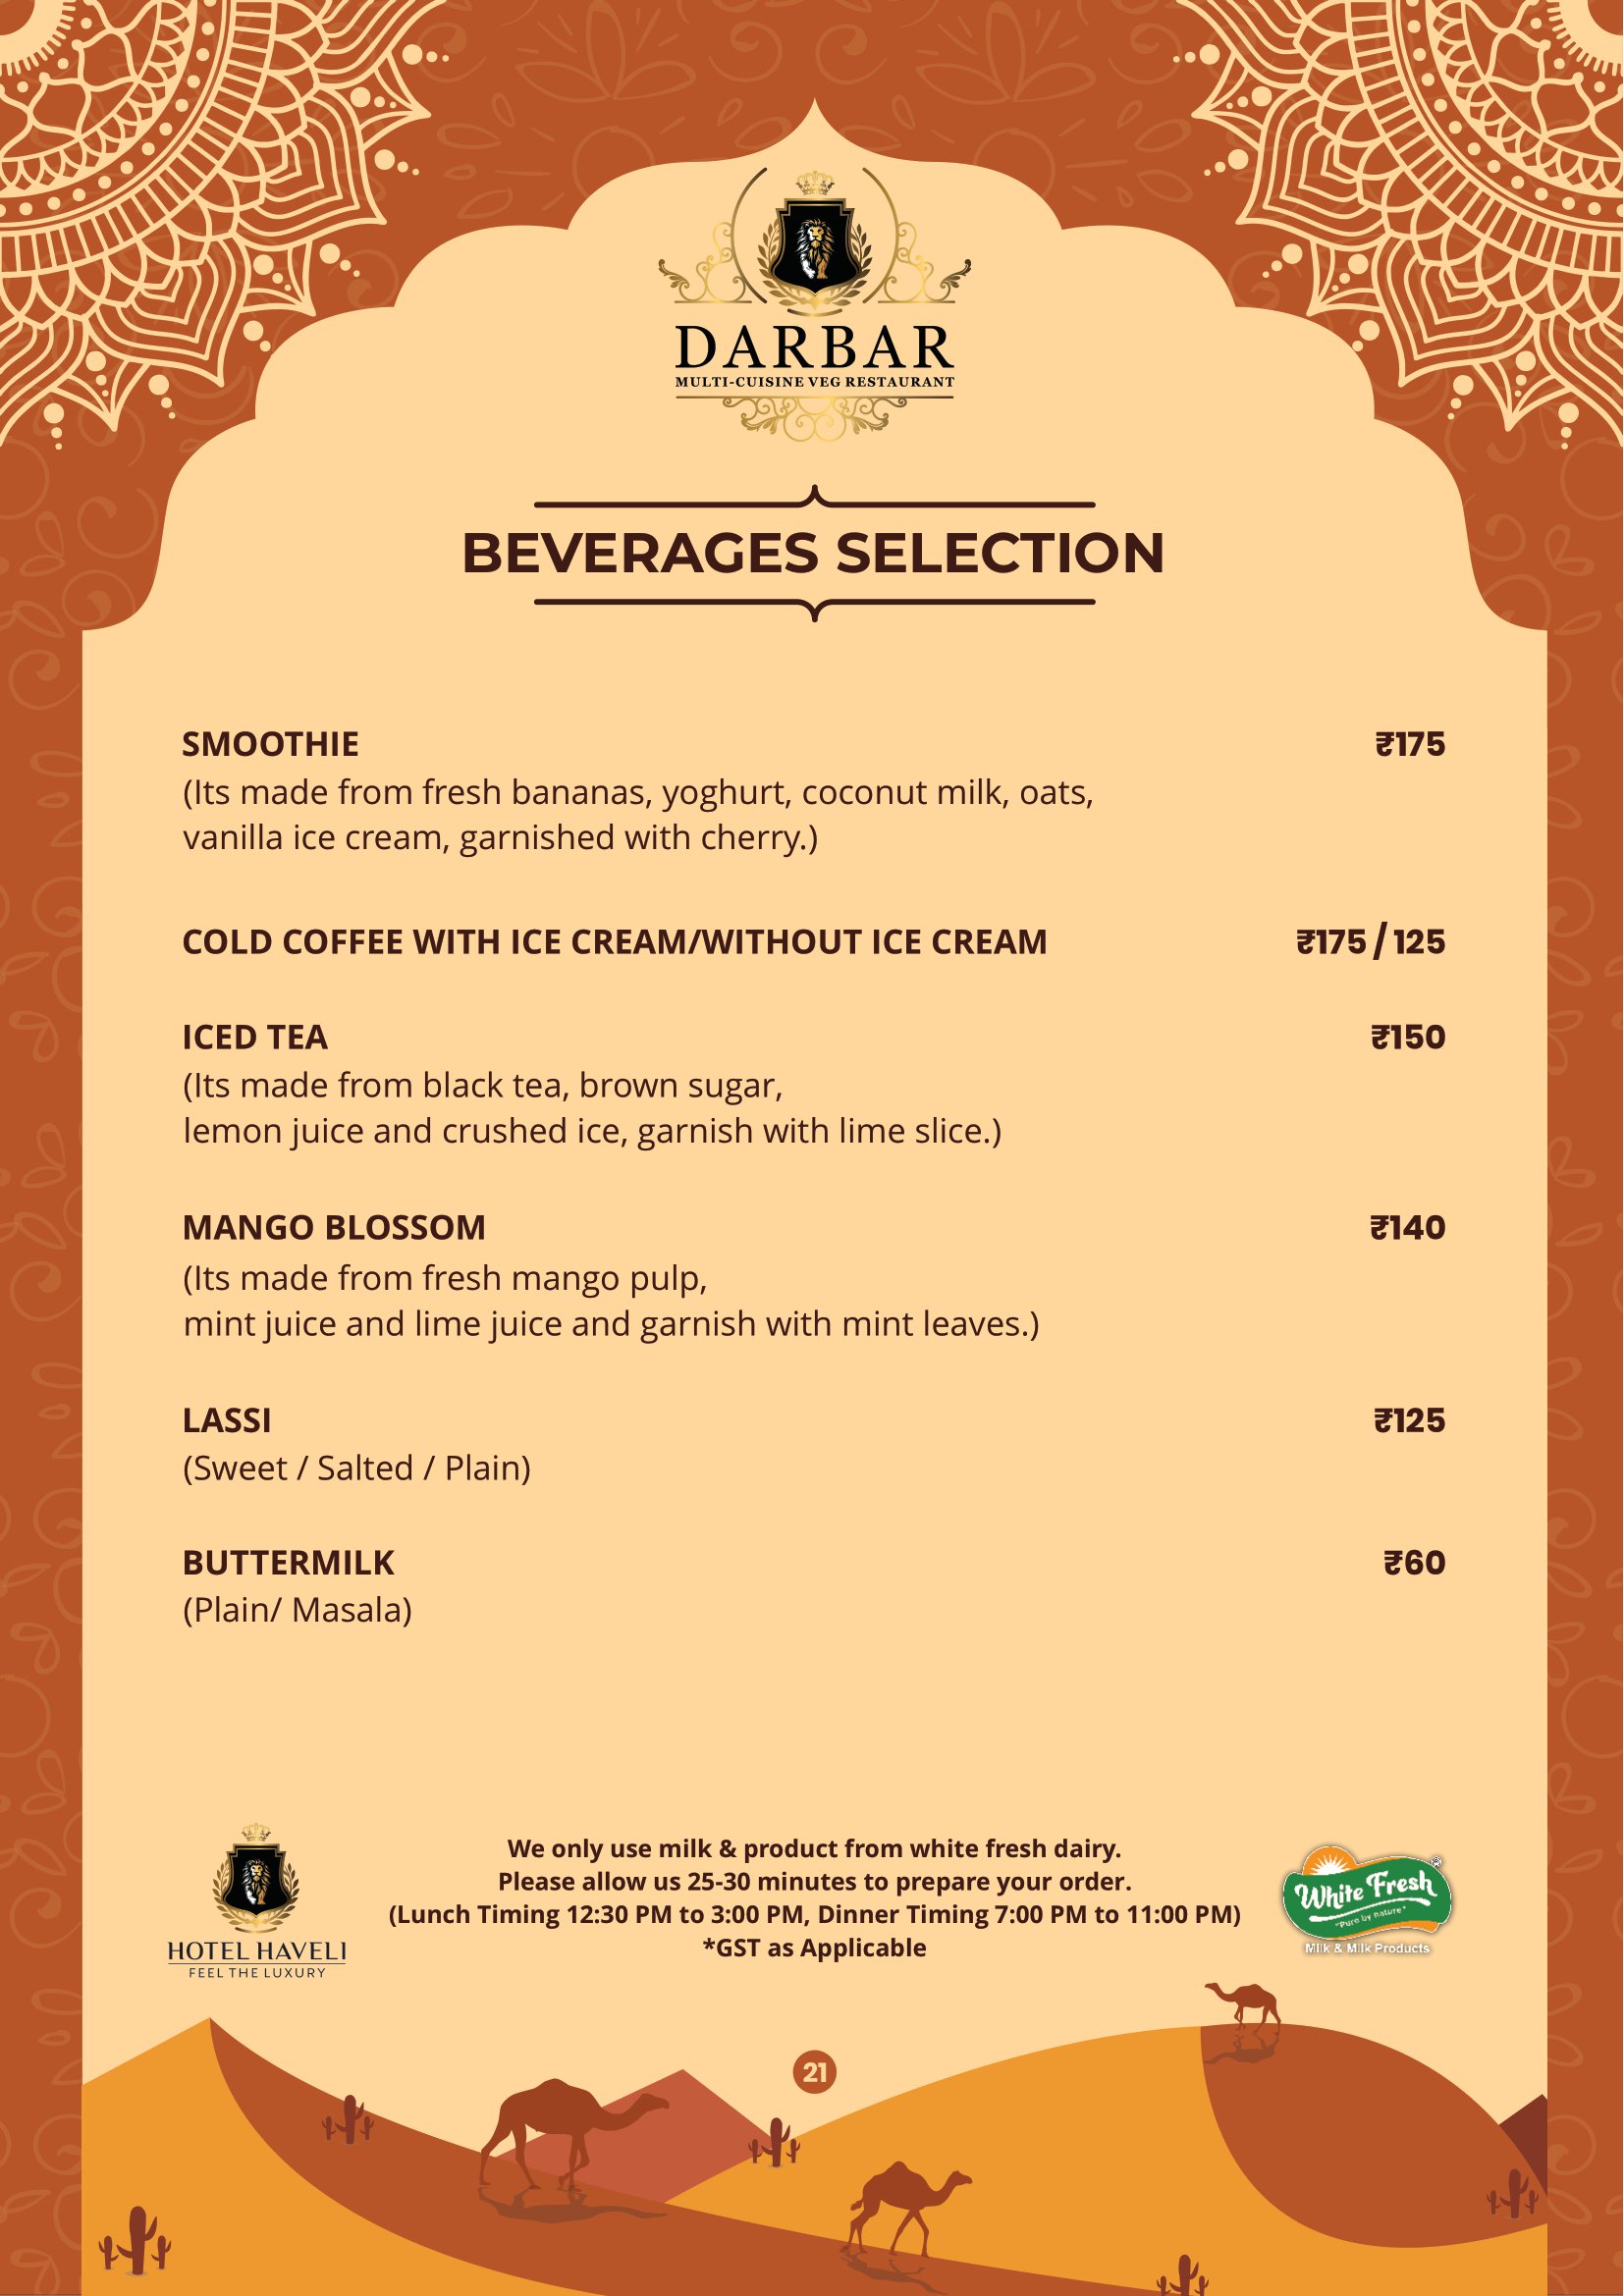 DARBAR
MULTI-CUISINE VEG RESTAURANT
BEVERAGES SELECTION
SMOOTHIE ₹175
(Its made from fresh bananas, yoghurt, coconut milk, oats,
vanilla ice cream, garnished with cherry.)
COLD COFFEE WITH ICE CREAM/WITHOUT ICE CREAM ₹175 / 125
ICED TEA ₹150
(Its made from black tea, brown sugar,
lemon juice and crushed ice, garnish with lime slice.)
MANGO BLOSSOM ₹140
(Its made from fresh mango pulp,
mint juice and lime juice and garnish with mint leaves.)
LASSI ₹125
(Sweet / Salted / Plain)
BUTTERMILK ₹60
(Plain/ Masala)
We only use milk & product from white fresh dairy.
Please allow us 25-30 minutes to prepare your order.
(Lunch Timing 12:30 PM to 3:00 PM, Dinner Timing 7:00 PM to 11:00 PM)
*GST as Applicable
HOTEL HAVELI
FEEL THE LUXURY
White Fresh
"Pure by nature"
Milk & Milk Products
21